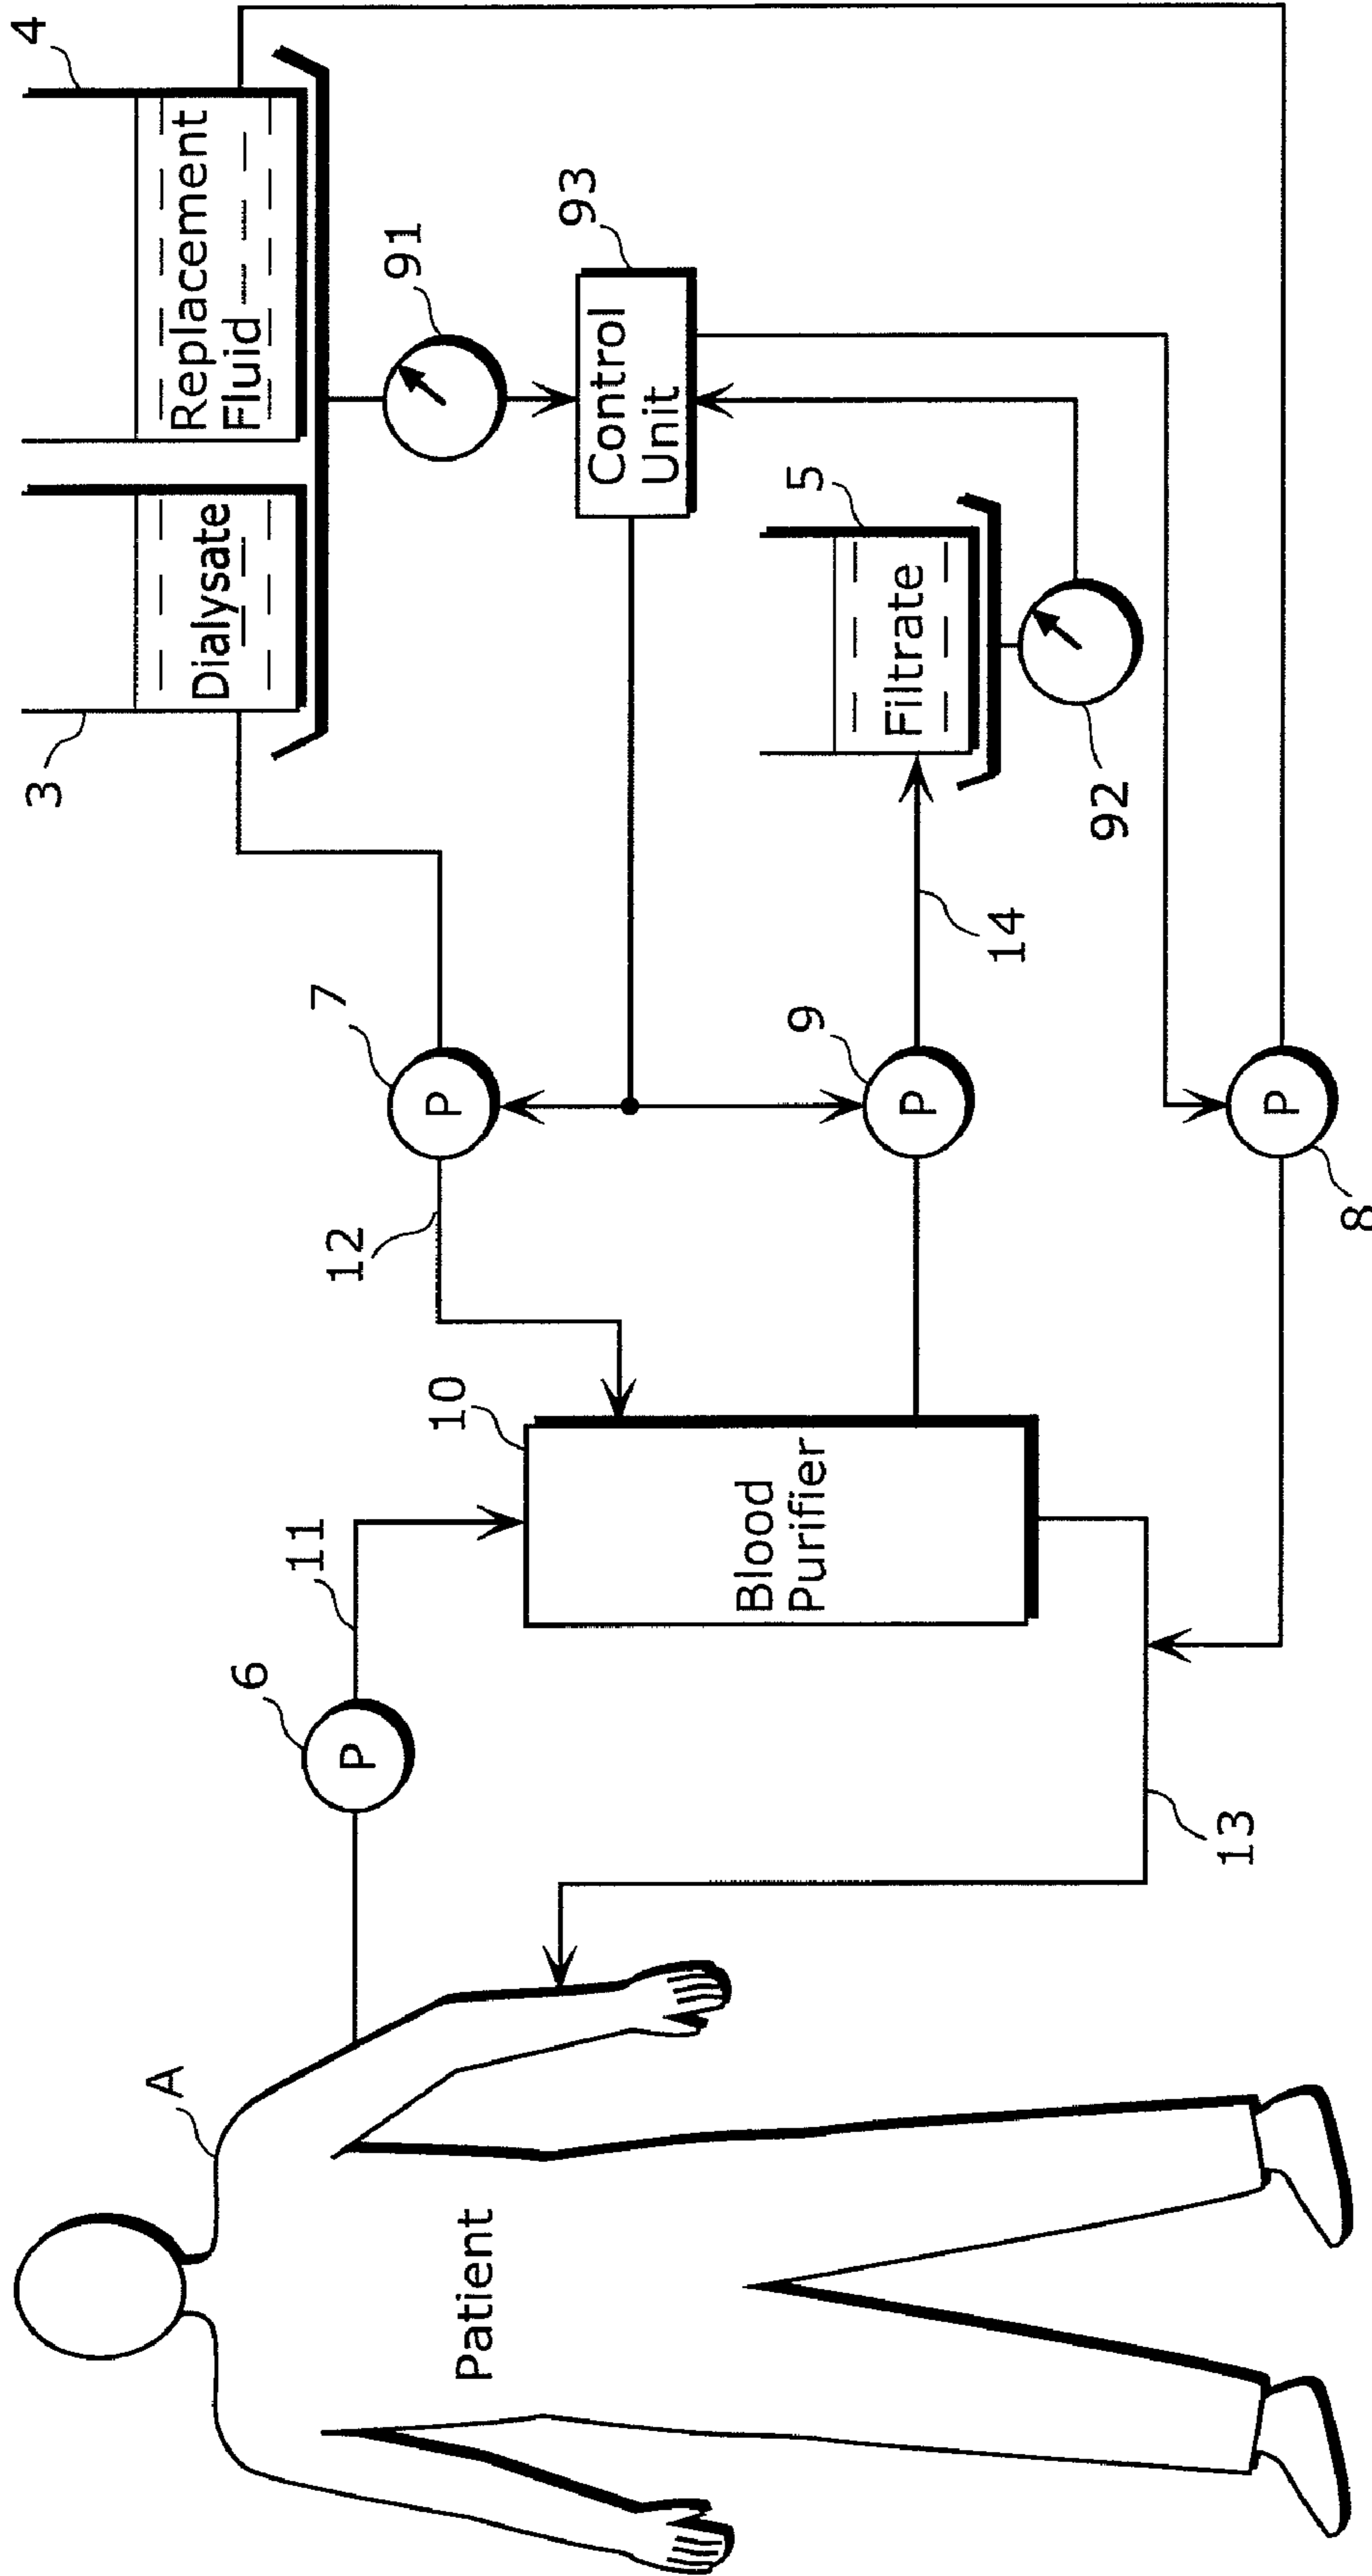 A
Patient
6
P
11
10
Blood
Purifier
13
12
7
P
9
P
14
8
P
3
Dialysate
4
Replacement
Fluid
91
93
Control
Unit
5
Filtrate
92